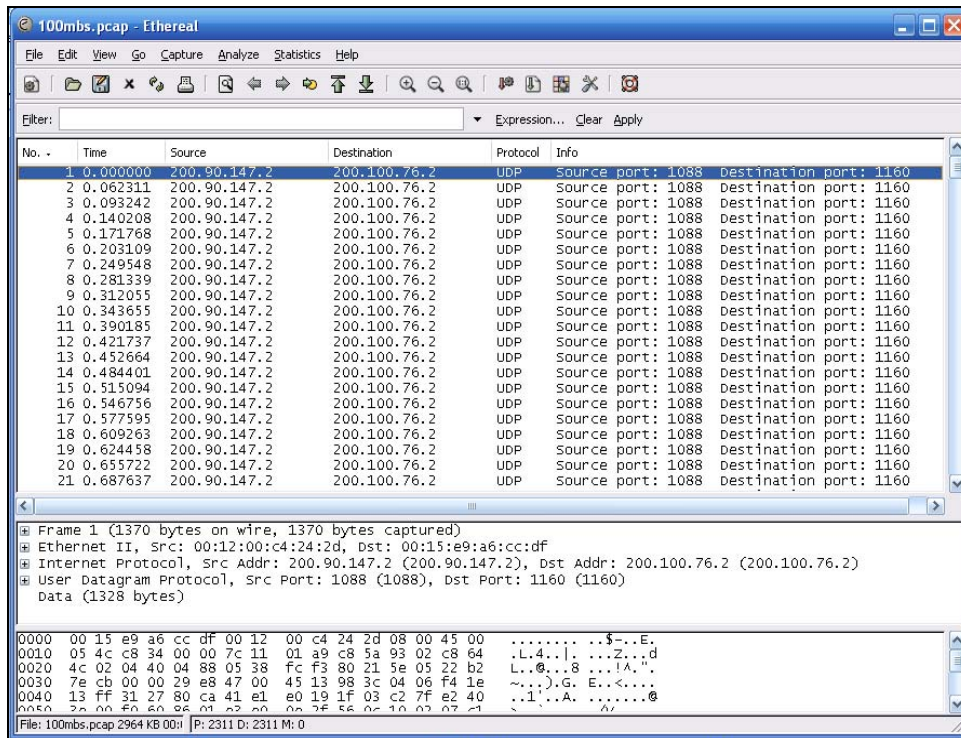 100mbs.pcap - Ethereal
File Edit View Go Capture Analyze Statistics Help
Filter: Expression... Clear Apply
No. Time Source Destination Protocol Info
1 0.000000 200.90.147.2 200.100.76.2 UDP Source port: 1088 Destination port: 1160
2 0.062311 200.90.147.2 200.100.76.2 UDP Source port: 1088 Destination port: 1160
3 0.093242 200.90.147.2 200.100.76.2 UDP Source port: 1088 Destination port: 1160
4 0.140208 200.90.147.2 200.100.76.2 UDP Source port: 1088 Destination port: 1160
5 0.171768 200.90.147.2 200.100.76.2 UDP Source port: 1088 Destination port: 1160
6 0.203109 200.90.147.2 200.100.76.2 UDP Source port: 1088 Destination port: 1160
7 0.249548 200.90.147.2 200.100.76.2 UDP Source port: 1088 Destination port: 1160
8 0.281339 200.90.147.2 200.100.76.2 UDP Source port: 1088 Destination port: 1160
9 0.312055 200.90.147.2 200.100.76.2 UDP Source port: 1088 Destination port: 1160
10 0.343655 200.90.147.2 200.100.76.2 UDP Source port: 1088 Destination port: 1160
11 0.390185 200.90.147.2 200.100.76.2 UDP Source port: 1088 Destination port: 1160
12 0.421737 200.90.147.2 200.100.76.2 UDP Source port: 1088 Destination port: 1160
13 0.452664 200.90.147.2 200.100.76.2 UDP Source port: 1088 Destination port: 1160
14 0.484401 200.90.147.2 200.100.76.2 UDP Source port: 1088 Destination port: 1160
15 0.515094 200.90.147.2 200.100.76.2 UDP Source port: 1088 Destination port: 1160
16 0.546756 200.90.147.2 200.100.76.2 UDP Source port: 1088 Destination port: 1160
17 0.577595 200.90.147.2 200.100.76.2 UDP Source port: 1088 Destination port: 1160
18 0.609263 200.90.147.2 200.100.76.2 UDP Source port: 1088 Destination port: 1160
19 0.624458 200.90.147.2 200.100.76.2 UDP Source port: 1088 Destination port: 1160
20 0.655722 200.90.147.2 200.100.76.2 UDP Source port: 1088 Destination port: 1160
21 0.687637 200.90.147.2 200.100.76.2 UDP Source port: 1088 Destination port: 1160
Frame 1 (1370 bytes on wire, 1370 bytes captured)
Ethernet II, Src: 00:12:00:c4:24:2d, Dst: 00:15:e9:a6:cc:df
Internet Protocol, Src Addr: 200.90.147.2 (200.90.147.2), Dst Addr: 200.100.76.2 (200.100.76.2)
User Datagram Protocol, Src Port: 1088 (1088), Dst Port: 1160 (1160)
Data (1328 bytes)
0000 00 15 e9 a6 cc df 00 12 00 c4 24 2d 08 00 45 00 ........ ..$-..E.
0010 05 4c c8 34 00 00 7c 11 01 a9 c8 5a 93 02 c8 64 .L.4..|. ...Z...d
0020 4c 02 04 40 04 88 05 38 fc f3 80 21 5e 05 22 b2 L..@...8 ...!^.".
0030 7e cb 00 00 29 e8 47 00 45 13 98 3c 04 06 f4 1e ~...).G. E..<....
0040 13 ff 31 27 80 ca 41 e1 e0 19 1f 03 c2 7f e2 40 ..1'..A. .......@
File: 100mbs.pcap 2964 KB 00: P: 2311 D: 2311 M: 0